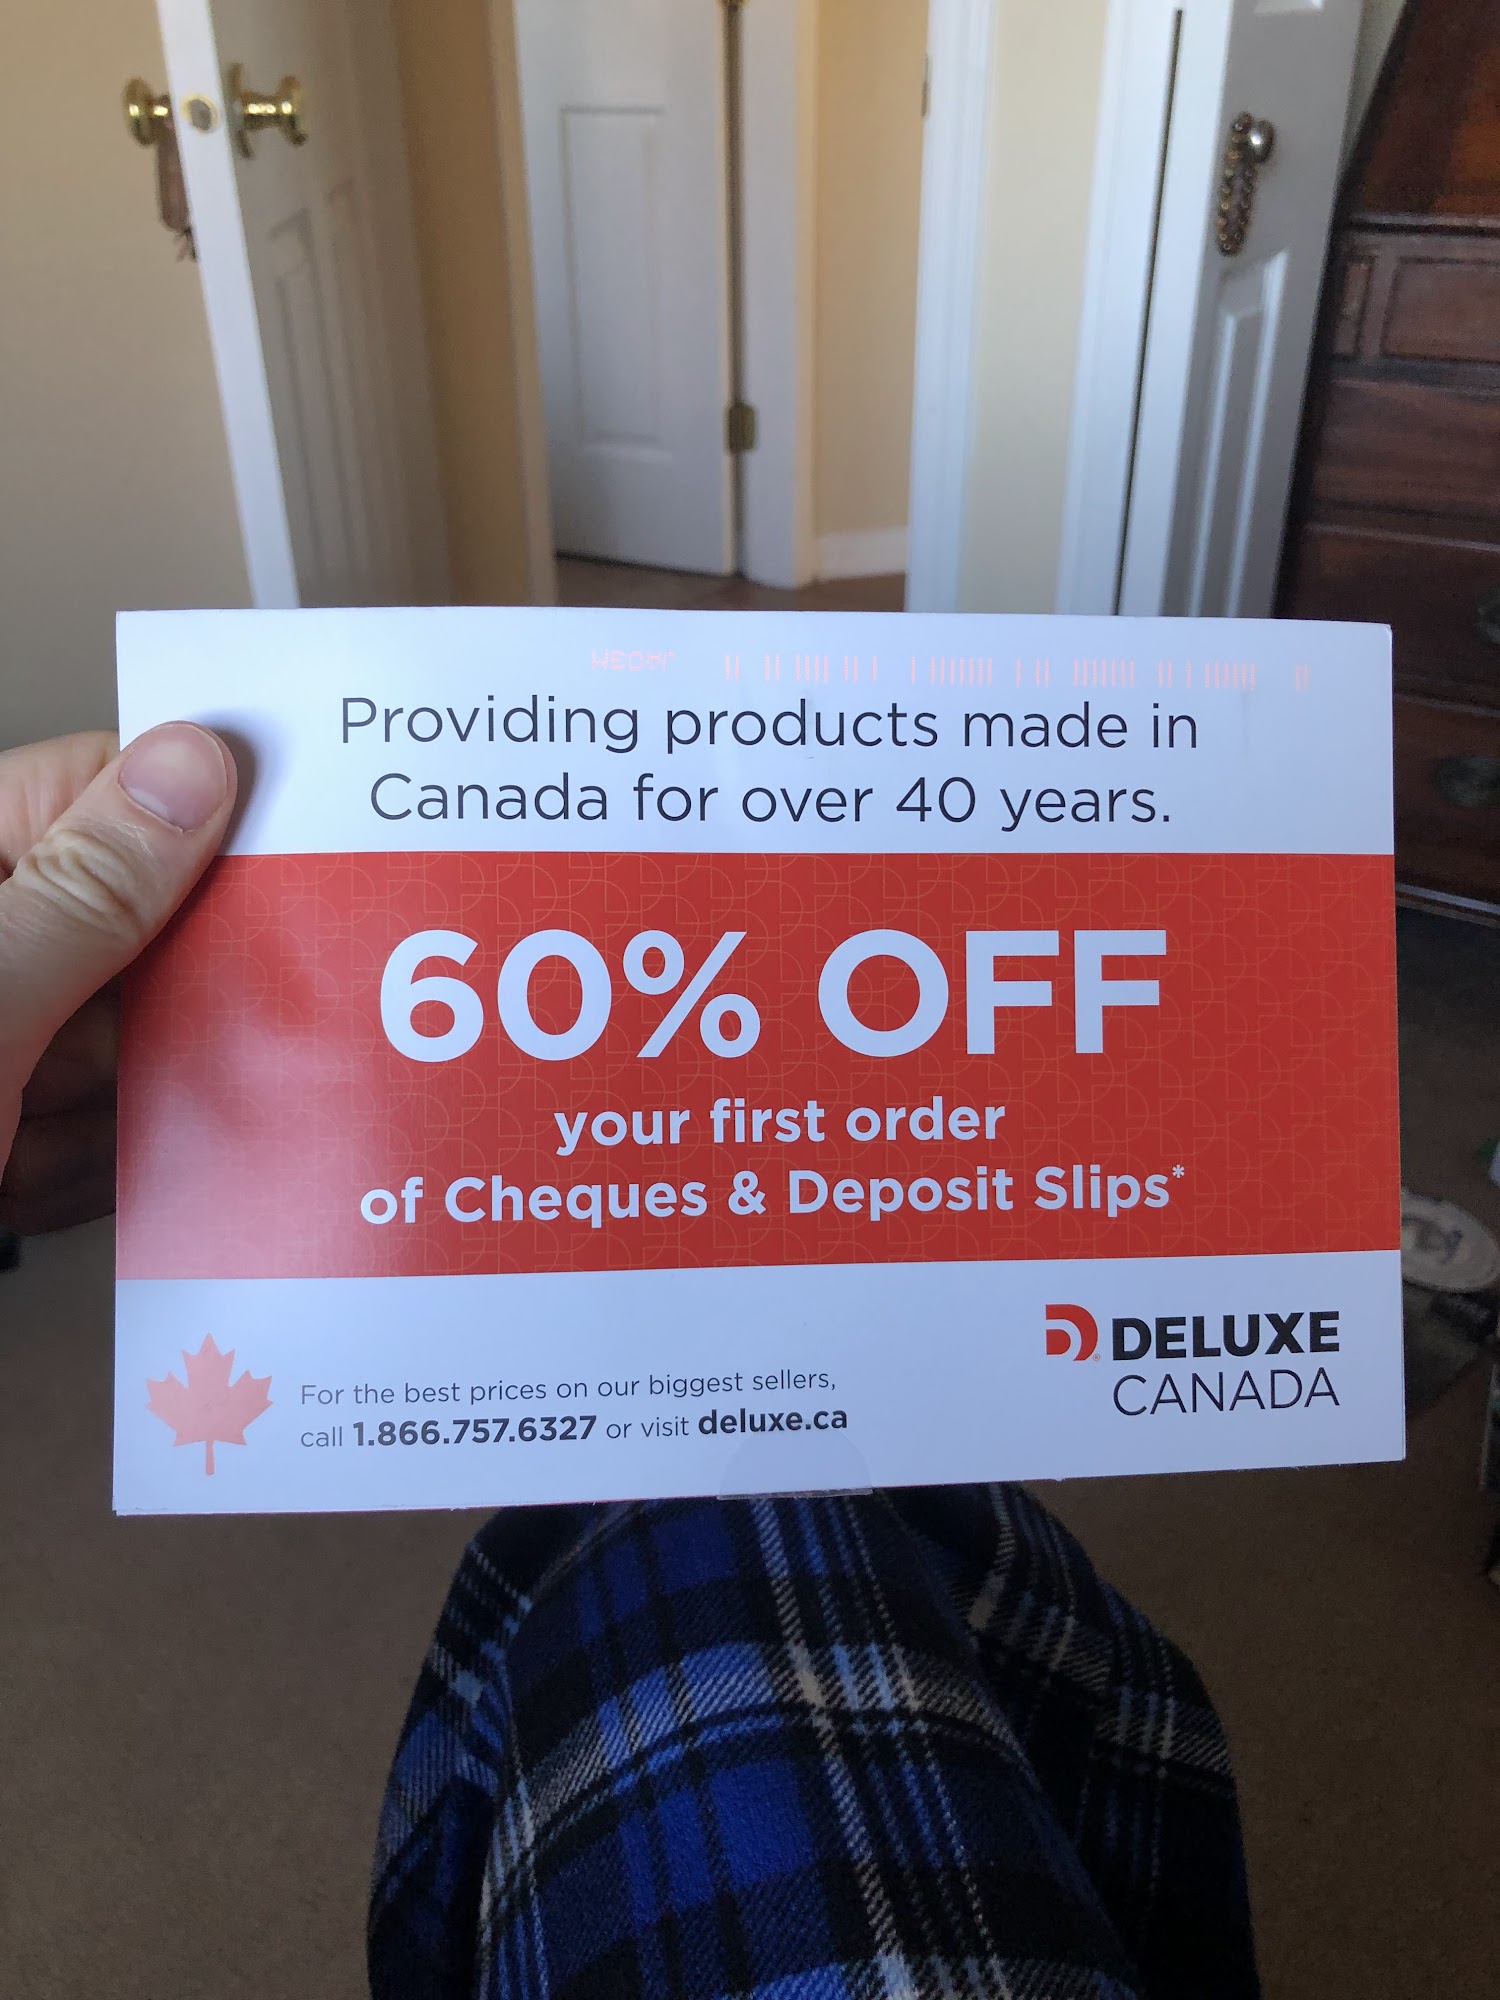 Providing products made in
Canada for over 40 years.
60% OFF
your first order
of Cheques & Deposit Slips*
For the best prices on our biggest sellers,
call 1.866.757.6327 or visit deluxe.ca
DELUXE
CANADA